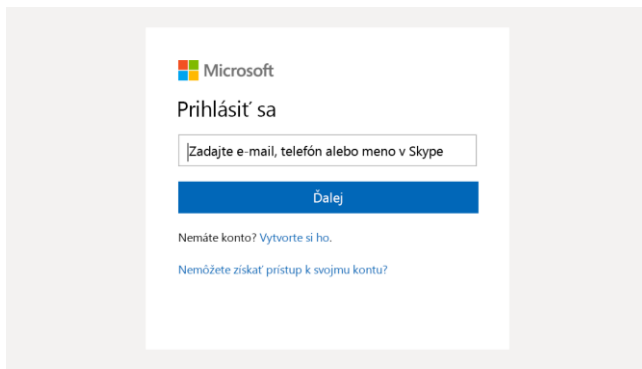 Microsoft
Prihlásiť sa
Zadajte e-mail, telefón alebo meno v Skype
Ďalej
Nemáte konto? Vytvorte si ho.
Nemôžete získať prístup k svojmu kontu?